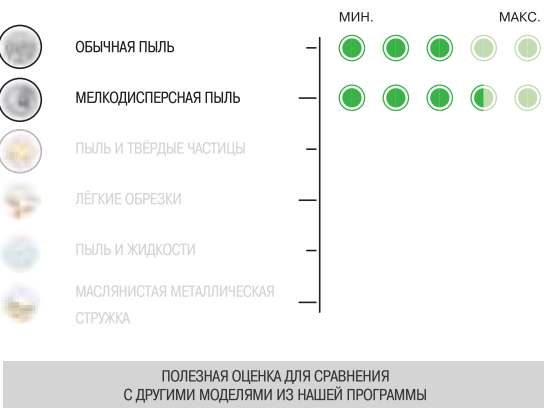 МИН. МАКС.
ОБЫЧНАЯ ПЫЛЬ
МЕЛКОДИСПЕРСНАЯ ПЫЛЬ
ПЫЛЬ И ТВЁРДЫЕ ЧАСТИЦЫ
ЛЁГКИЕ ОБРЕЗКИ
ПЫЛЬ И ЖИДКОСТИ
МАСЛЯНИСТАЯ МЕТАЛЛИЧЕСКАЯ
СТРУЖКА
ПОЛЕЗНАЯ ОЦЕНКА ДЛЯ СРАВНЕНИЯ
С ДРУГИМИ МОДЕЛЯМИ ИЗ НАШЕЙ ПРОГРАММЫ